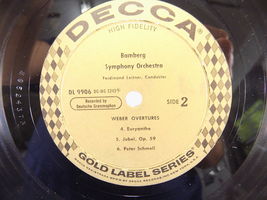 DECCA
HIGH FIDELITY
Bamberg
Symphony Orchestra
Ferdinand Leitner, Conductor
DL 9906
Recorded by
Deutsche Grammophon
SIDE 2
WEBER OVERTURES
4. Euryanthe
5. Jubel, Op. 59
6. Peter Schmoll
GOLD LABEL SERIES